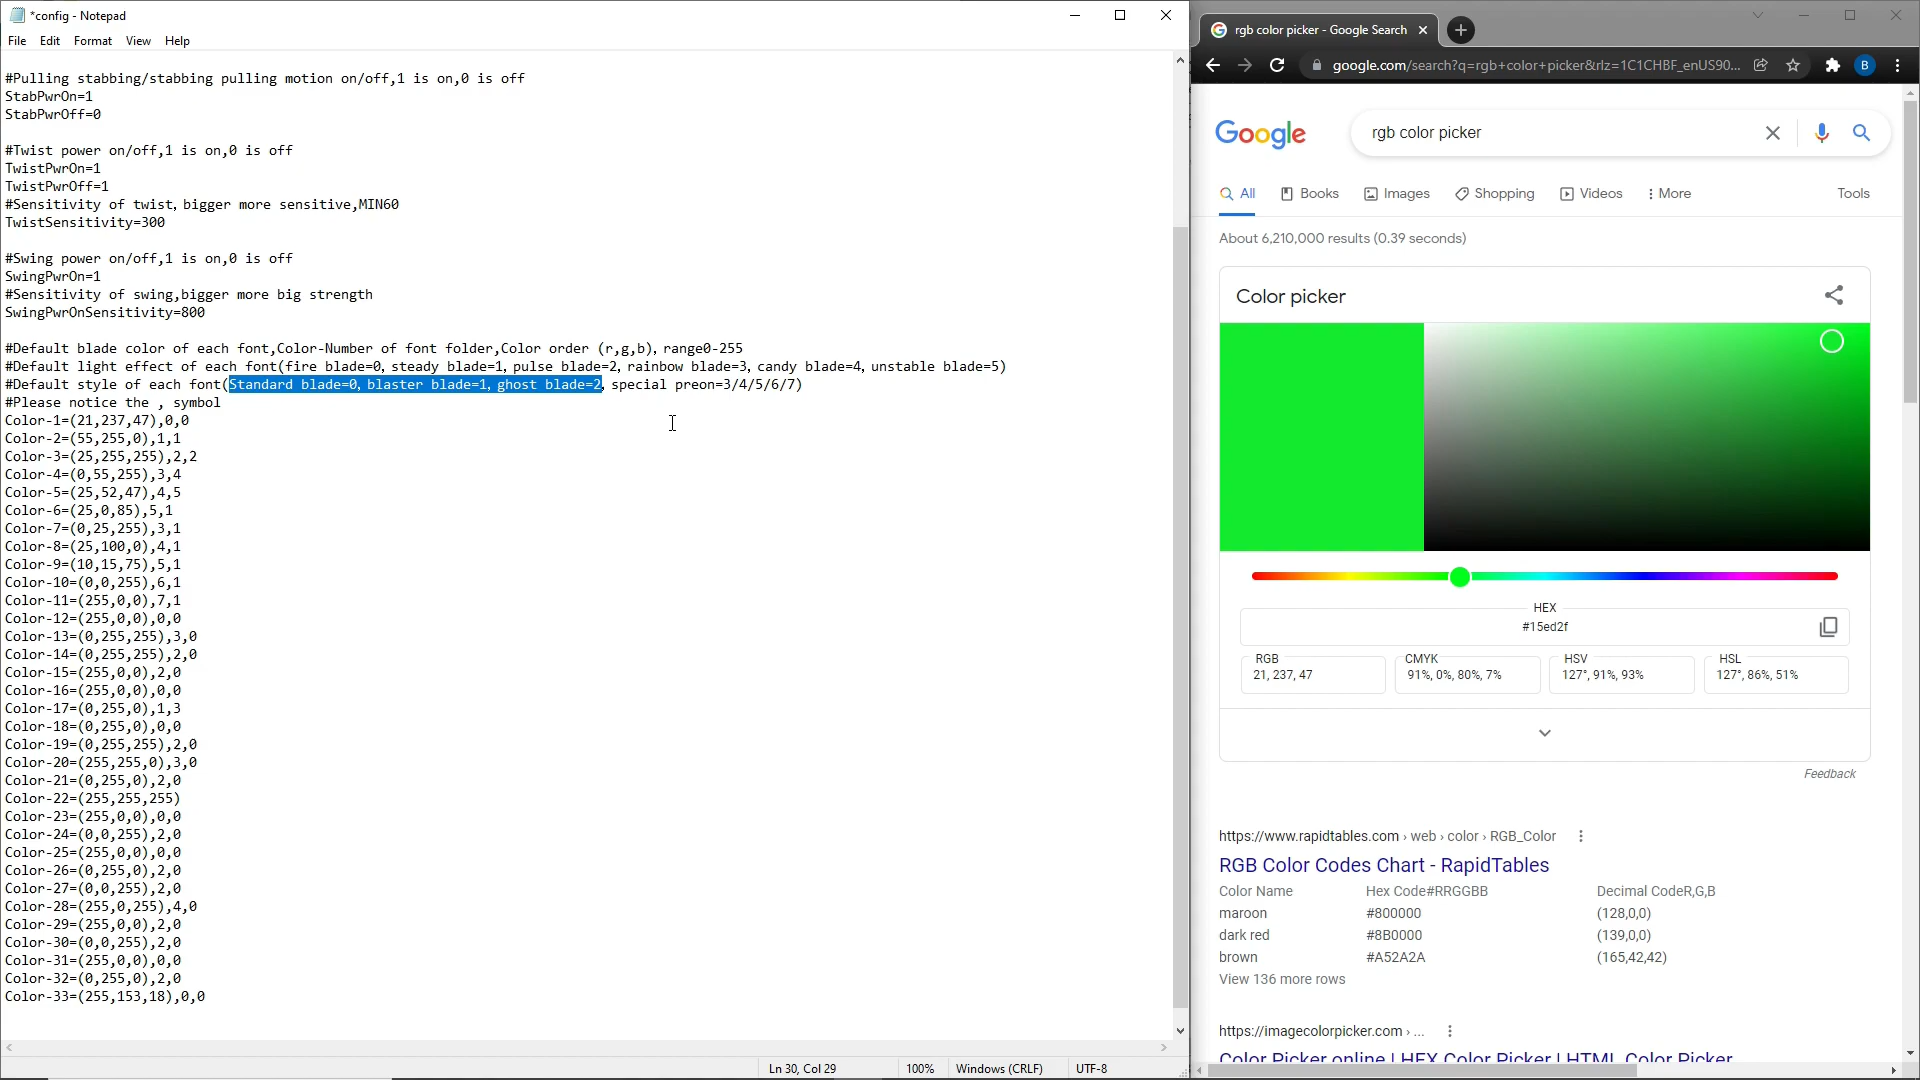 *config - Notepad
File Edit Format View Help
#Pulling stabbing/stabbing pulling motion on/off,1 is on,0 is off
StabPwrOn=1
StabPwrOff=0
#Twist power on/off,1 is on,0 is off
TwistPwrOn=1
TwistPwrOff=1
#Sensitivity of twist, bigger more sensitive,MIN60
TwistSensitivity=300
#Swing power on/off,1 is on,0 is off
SwingPwrOn=1
#Sensitivity of swing,bigger more big strength
SwingPwrOnSensitivity=800
#Default blade color of each font,Color-Number of font folder,Color order (r,g,b), range0-255
#Default light effect of each font(fire blade=0, steady blade=1, pulse blade=2, rainbow blade=3, candy blade=4, unstable blade=5)
#Default style of each font(Standard blade=0, blaster blade=1, ghost blade=2, special preon=3/4/5/6/7)
#Please notice the , symbol
Color-1=(21,237,47),0,0
Color-2=(55,255,0),1,1
Color-3=(25,255,255),2,2
Color-4=(0,55,255),3,4
Color-5=(25,52,47),4,5
Color-6=(25,0,85),5,1
Color-7=(0,25,255),3,1
Color-8=(25,100,0),4,1
Color-9=(10,15,75),5,1
Color-10=(0,0,255),6,1
Color-11=(255,0,0),7,1
Color-12=(255,0,0),0,0
Color-13=(0,255,255),3,0
Color-14=(0,255,255),2,0
Color-15=(255,0,0),2,0
Color-16=(255,0,0),0,0
Color-17=(0,255,0),1,3
Color-18=(0,255,0),0,0
Color-19=(0,255,255),2,0
Color-20=(255,255,0),3,0
Color-21=(0,255,0),2,0
Color-22=(255,255,255)
Color-23=(255,0,0),0,0
Color-24=(0,0,255),2,0
Color-25=(255,0,0),0,0
Color-26=(0,255,0),2,0
Color-27=(0,0,255),2,0
Color-28=(255,0,255),4,0
Color-29=(255,0,0),2,0
Color-30=(0,0,255),2,0
Color-31=(255,0,0),0,0
Color-32=(0,255,0),2,0
Color-33=(255,153,18),0,0
Ln 30, Col 29 100% Windows (CRLF) UTF-8
rgb color picker - Google Search
google.com/search?q=rgb+color+picker&rlz=1C1CHBF_enUS90... B
Google rgb color picker
All Books Images Shopping Videos More Tools
About 6,210,000 results (0.39 seconds)
Color picker
HEX
#15ed2f
RGB CMYK HSV HSL
21, 237, 47 91%, 0%, 80%, 7% 127°, 91%, 93% 127°, 86%, 51%
Feedback
https://www.rapidtables.com › web › color › RGB_Color
RGB Color Codes Chart - RapidTables
Color Name Hex Code#RRGGBB Decimal CodeR,G,B
maroon #800000 (128,0,0)
dark red #8B0000 (139,0,0)
brown #A52A2A (165,42,42)
View 136 more rows
https://imagecolorpicker.com › ...
Color Picker online | HEX Color Picker | HTML Color Picker